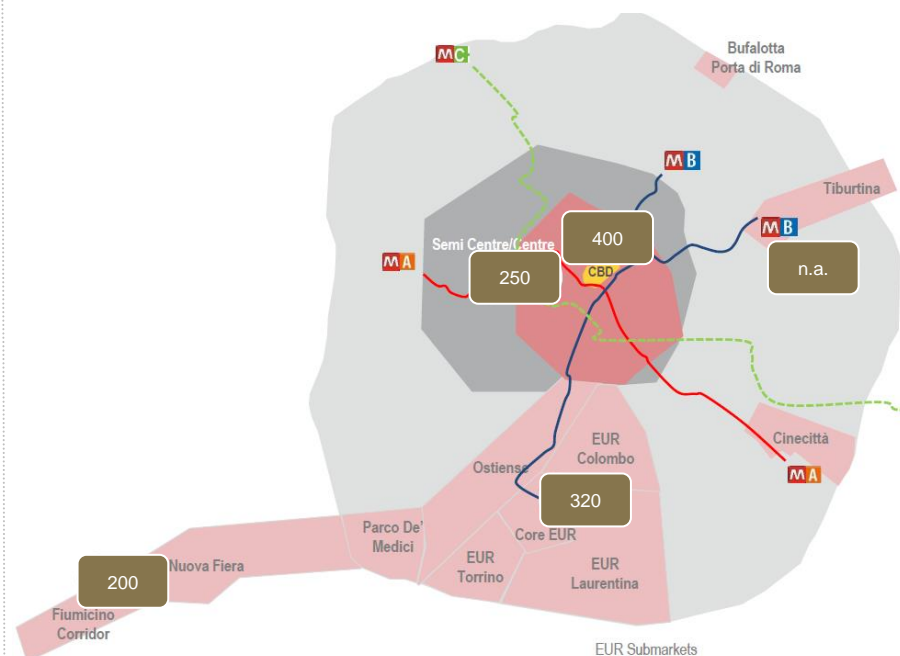 MC
Bufalotta
Porta di Roma
MB
Tiburtina
MB
400
Semi Centre/Centre
MA
250
CBD
n.a.
Cinecittà
MA
EUR
Colombo
Ostiense
320
Parco De'
Medici
Core EUR
EUR
Torrino
EUR
Laurentina
Nuova Fiera
200
Fiumicino
Corridor
EUR Submarkets